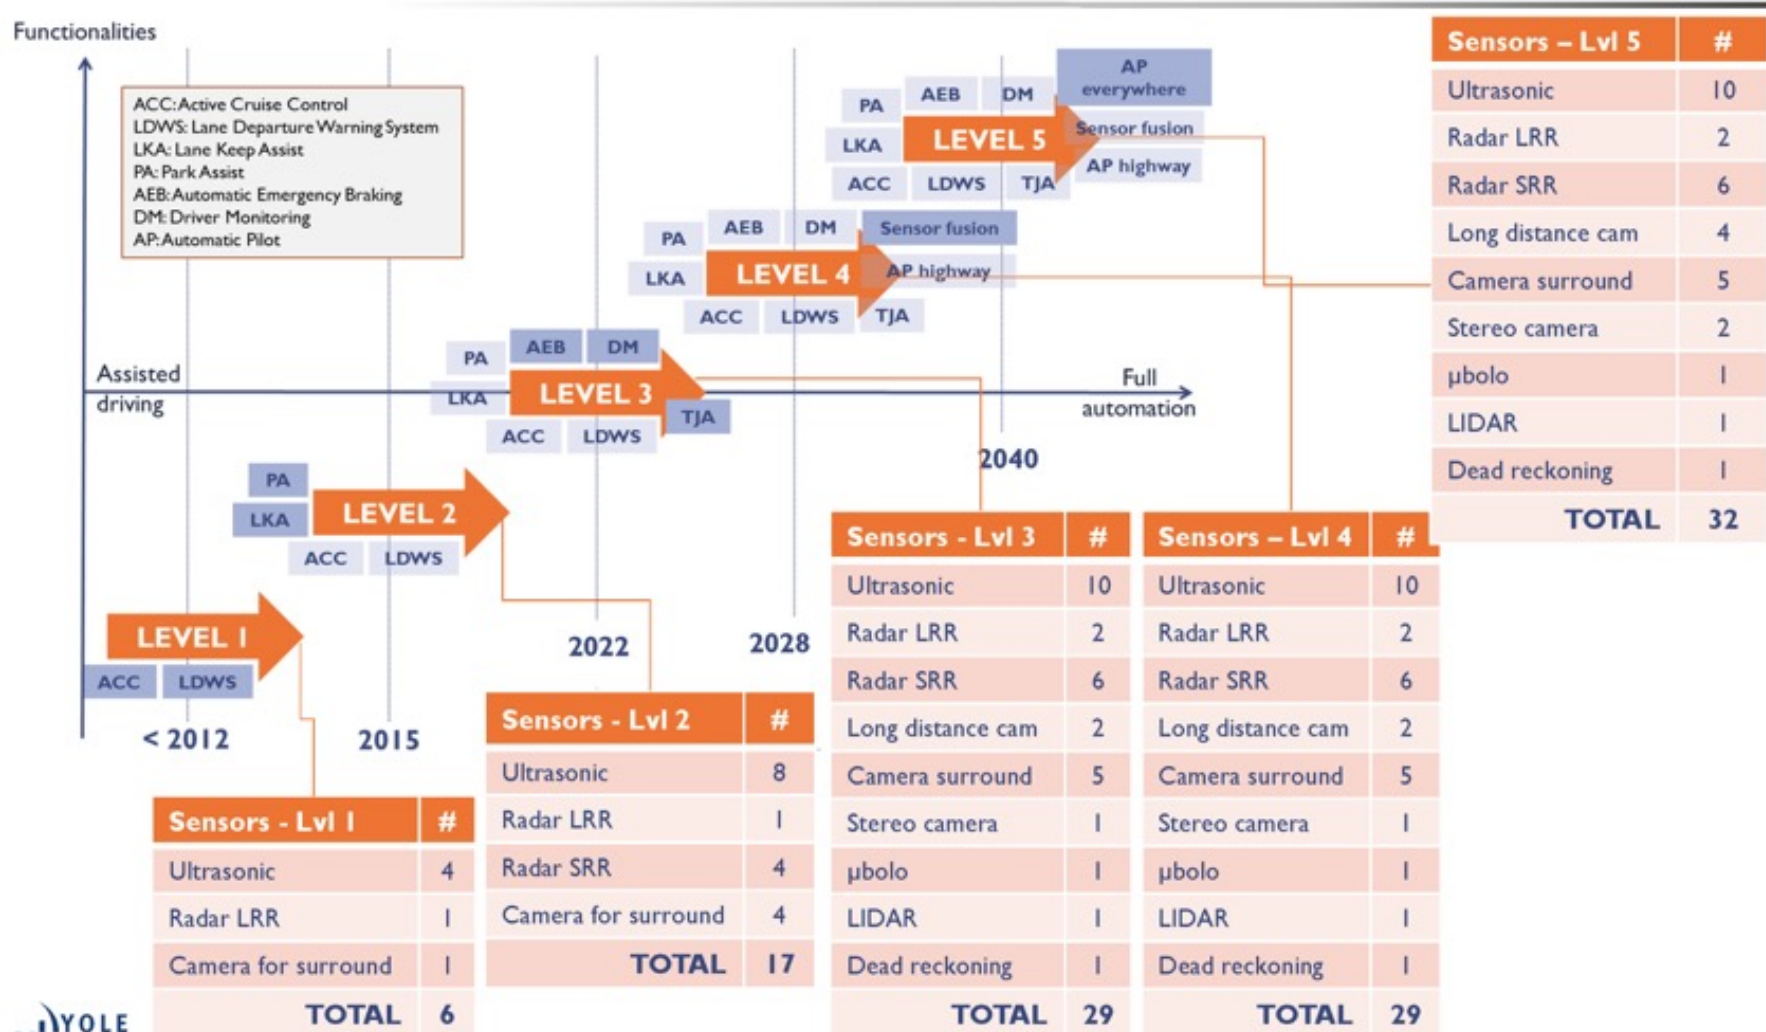 Functionalities
ACC: Active Cruise Control
LDWS: Lane Departure Warning System
LKA: Lane Keep Assist
PA: Park Assist
AEB: Automatic Emergency Braking
DM: Driver Monitoring
AP: Automatic Pilot
AP
everywhere
PA AEB DM
Sensor fusion
LKA LEVEL 5
AP highway
ACC LDWS TJA
PA AEB DM Sensor fusion
LKA LEVEL 4 AP highway
ACC LDWS TJA
PA AEB DM
LKA LEVEL 3
TJA
ACC LDWS
Assisted
driving
Full
automation
2040
PA
LKA LEVEL 2
ACC LDWS
LEVEL 1
ACC LDWS
< 2012
2015
2022
2028
Sensors - Lvl 1 #
Ultrasonic 4
Radar LRR 1
Camera for surround 1
TOTAL 6
Sensors - Lvl 2 #
Ultrasonic 8
Radar LRR 1
Radar SRR 4
Camera for surround 4
TOTAL 17
Sensors - Lvl 3 #
Ultrasonic 10
Radar LRR 2
Radar SRR 6
Long distance cam 2
Camera surround 5
Stereo camera 1
µbolo 1
LIDAR 1
Dead reckoning 1
TOTAL 29
Sensors – Lvl 4 #
Ultrasonic 10
Radar LRR 2
Radar SRR 6
Long distance cam 2
Camera surround 5
Stereo camera 1
µbolo 1
LIDAR 1
Dead reckoning 1
TOTAL 29
Sensors – Lvl 5 #
Ultrasonic 10
Radar LRR 2
Radar SRR 6
Long distance cam 4
Camera surround 5
Stereo camera 2
µbolo 1
LIDAR 1
Dead reckoning 1
TOTAL 32
YOLE